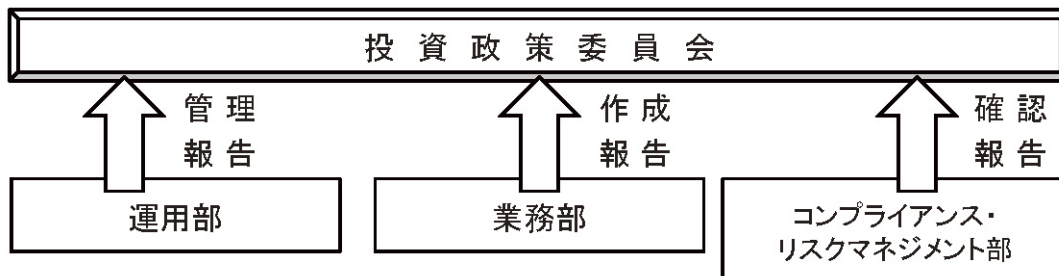 投資政策委員会
管理
報告
作成
報告
確認
報告
運用部
業務部
コンプライアンス・
リスクマネジメント部